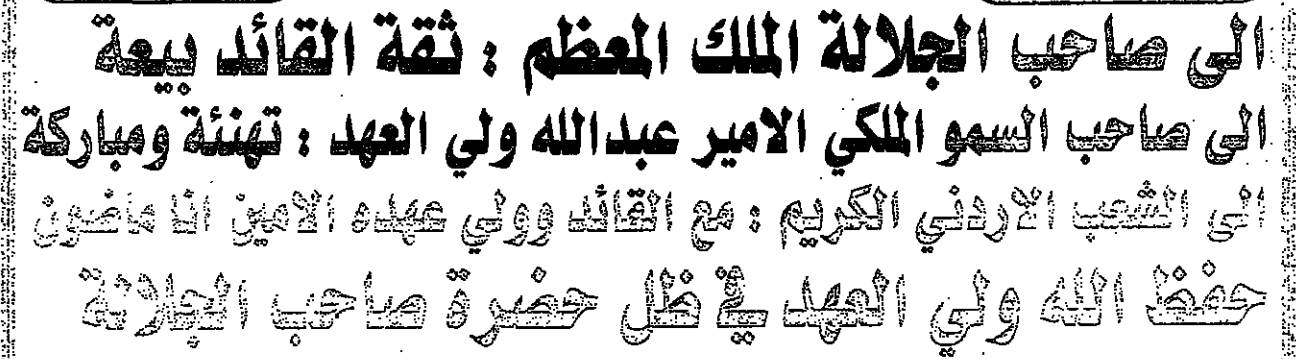 الى صاحب الجلالة الملك المعظم : ثقة القائد بيعة
الى صاحب السمو الملكي الامير عبدالله ولي العهد : تهنئة ومباركة
الى الشعب الاردني الكريم : مع القائد وولي عهده الامين انا ماضون
حفظ الله ولي العهد في ظل حضرة صاحب الجلالة